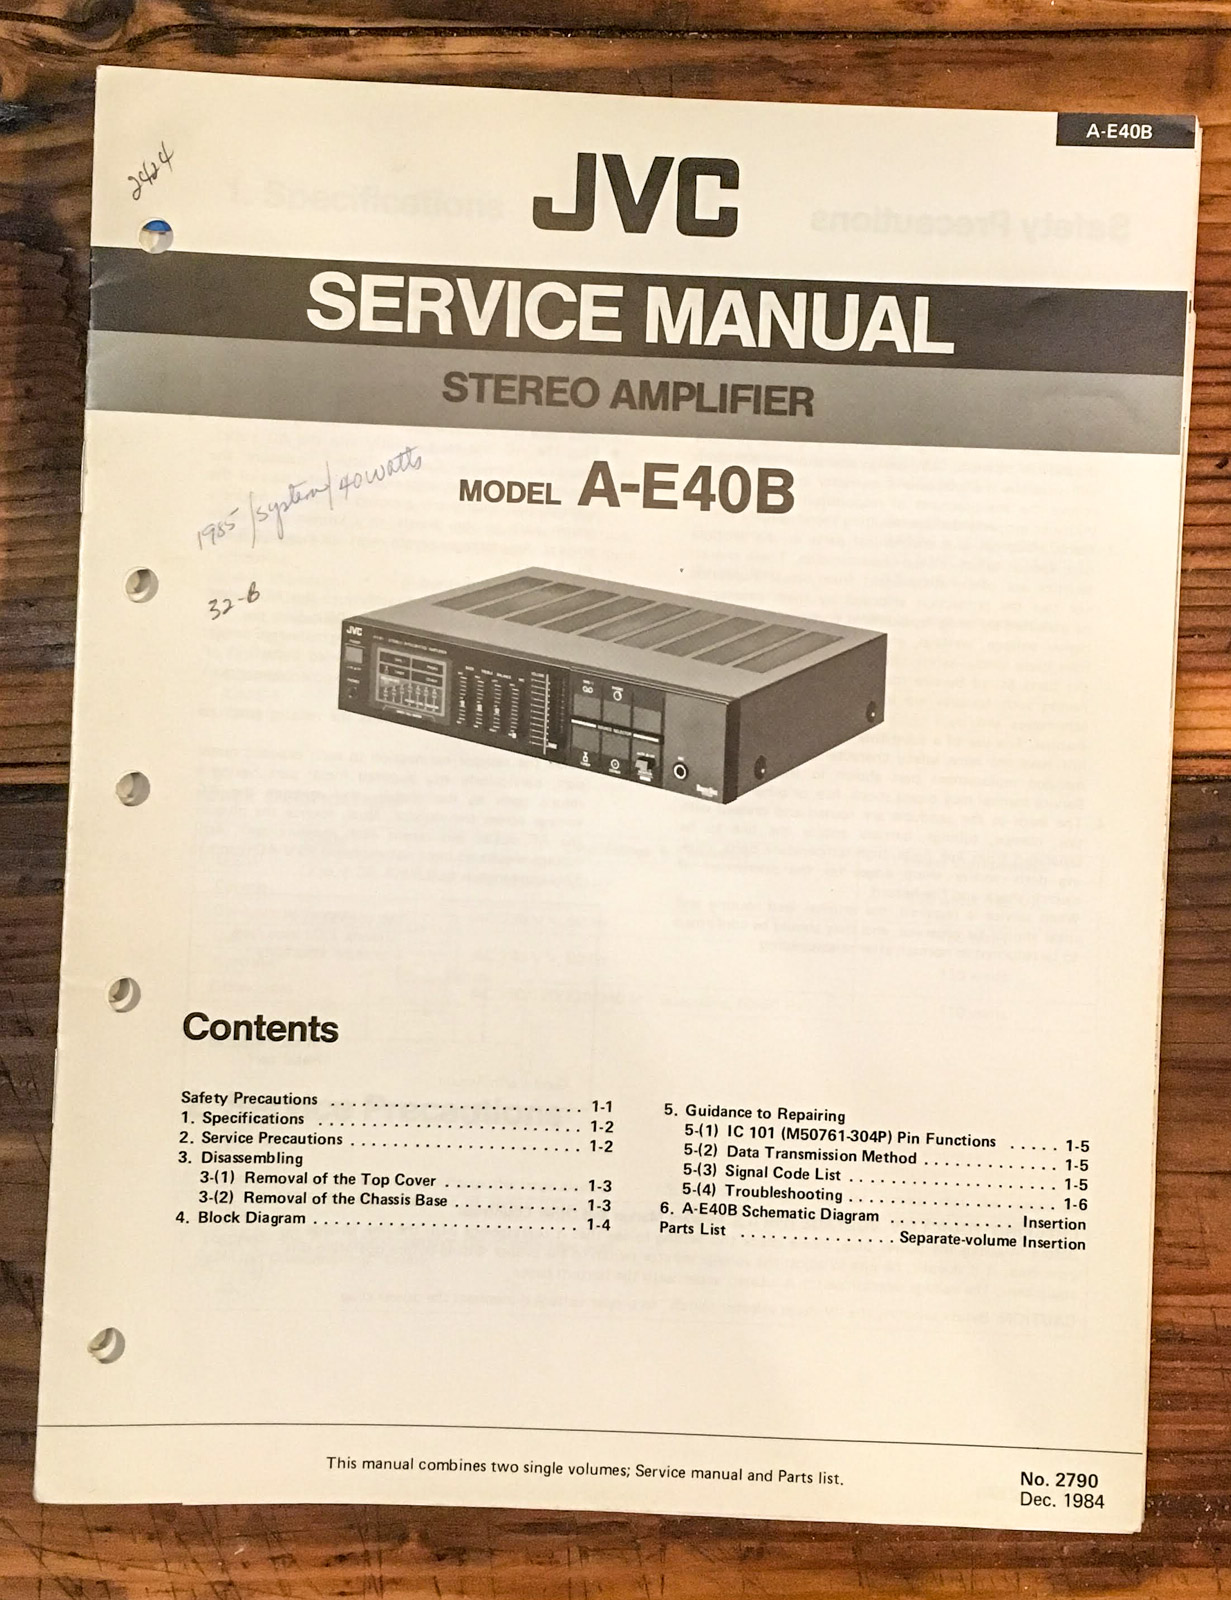 A-E40B
2424
JVC
SERVICE MANUAL
STEREO AMPLIFIER
MODEL A-E40B
1985/system/40watts
32-B
JVC
Contents
Safety Precautions . . . . . . . . . . . . . . . . . . . . . . . . 1-1
1. Specifications . . . . . . . . . . . . . . . . . . . . . . . . . 1-2
2. Service Precautions . . . . . . . . . . . . . . . . . . . . . . 1-2
3. Disassembling
3-(1) Removal of the Top Cover . . . . . . . . . . . . . 1-3
3-(2) Removal of the Chassis Base . . . . . . . . . . . . 1-3
4. Block Diagram . . . . . . . . . . . . . . . . . . . . . . . . . 1-4
5. Guidance to Repairing
5-(1) IC 101 (M50761-304P) Pin Functions . . . . . 1-5
5-(2) Data Transmission Method . . . . . . . . . . . . . 1-5
5-(3) Signal Code List . . . . . . . . . . . . . . . . . . . . 1-5
5-(4) Troubleshooting . . . . . . . . . . . . . . . . . . . . 1-6
6. A-E40B Schematic Diagram . . . . . . . . . . . . Insertion
Parts List . . . . . . . . . . . . . . . Separate-volume Insertion
This manual combines two single volumes; Service manual and Parts list.
No. 2790
Dec. 1984